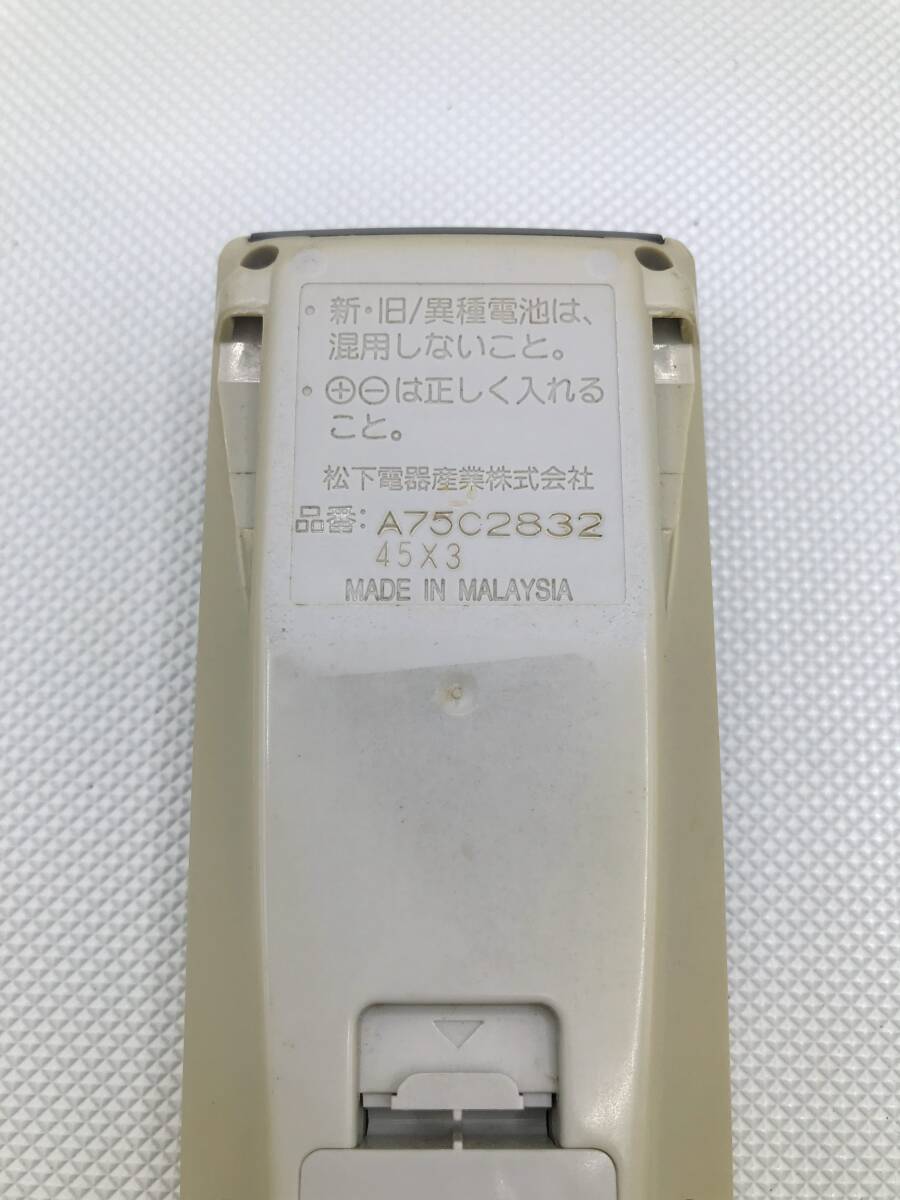 ・新・旧/異種電池は、
混用しないこと。
・⊕⊖は正しく入れる
こと。
松下電器産業株式会社
品番：A75C2832
45X3
MADE IN MALAYSIA